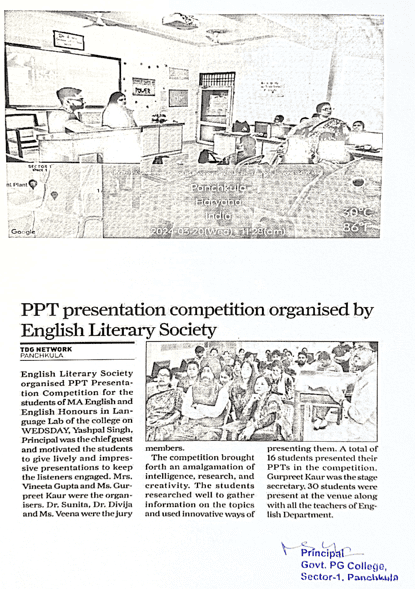 SECTOR 1
Google
Panchkula
Haryana
India
2024-03-20(Wed) 11:23(am)
30°C
86°F
PPT presentation competition organised by
English Literary Society
TDG NETWORK
PANCHKULA
English Literary Society
organised PPT Presenta-
tion Competition for the
students of MA English and
English Honours in Lan-
guage Lab of the college on
WEDSDAY, Yashpal Singh,
Principal was the chief guest
and motivated the students
to give lively and impres-
sive presentations to keep
the listeners engaged. Mrs.
Vineeta Gupta and Ms. Gur-
preet Kaur were the organ-
isers. Dr. Sunita, Dr. Divija
and Ms. Veena were the jury
members.
The competition brought
forth an amalgamation of
intelligence, research, and
creativity. The students
researched well to gather
information on the topics
and used innovative ways of
presenting them. A total of
16 students presented their
PPTs in the competition.
Gurpreet Kaur was the stage
secretary. 30 students were
present at the venue along
with all the teachers of Eng-
lish Department.
Principal
Govt. PG College,
Sector-1, Panchkula